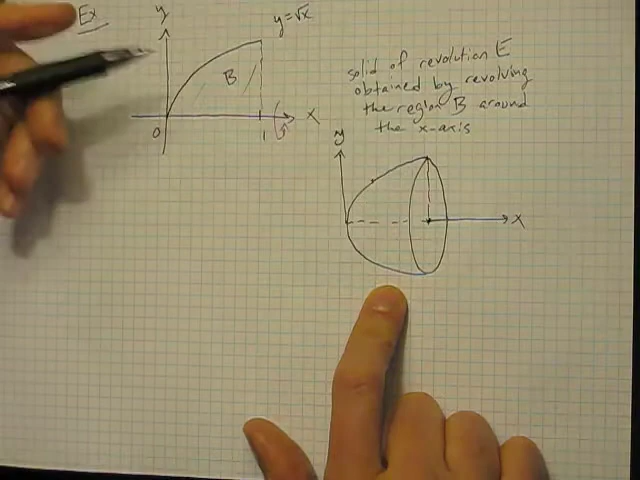 Ex
y
y=√x
B
0
1
x
solid of revolution E
obtained by revolving
the region B around
the x-axis
y
x